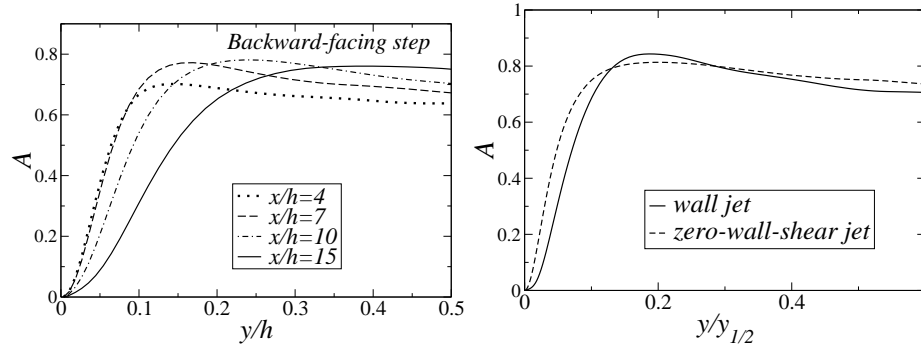 Backward-facing step
0.8
0.6
0.4
0.2
0
A
x/h=4
x/h=7
x/h=10
x/h=15
0 0.1 0.2 0.3 0.4 0.5
y/h
1
0.8
0.6
0.4
0.2
0
A
wall jet
zero-wall-shear jet
0 0.2 0.4
y/y1/2